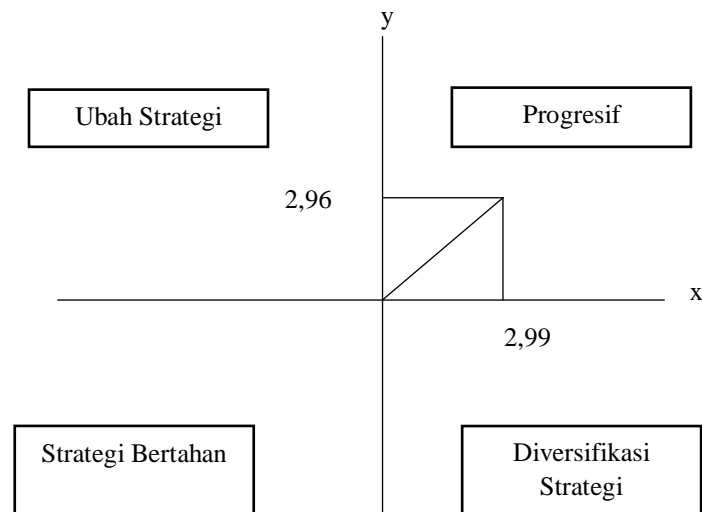 y
Ubah Strategi
Progresif
2,96
x
2,99
Strategi Bertahan
Diversifikasi
Strategi